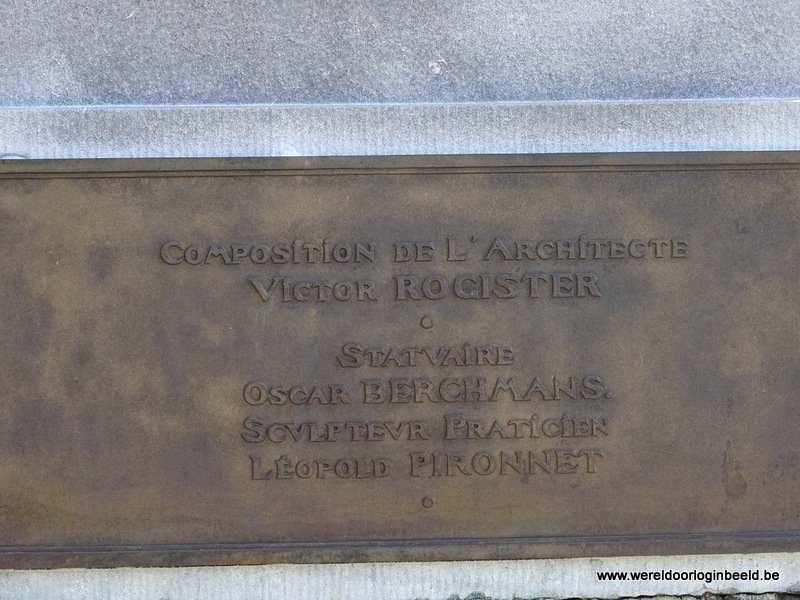 COMPOSITION DE L'ARCHITECTE
VICTOR ROGISTER
STATVAIRE
OSCAR BERCHMANS.
SCVLPTEVR PRATICIEN
LÉOPOLD PIRONNET
www.wereldoorloginbeeld.be